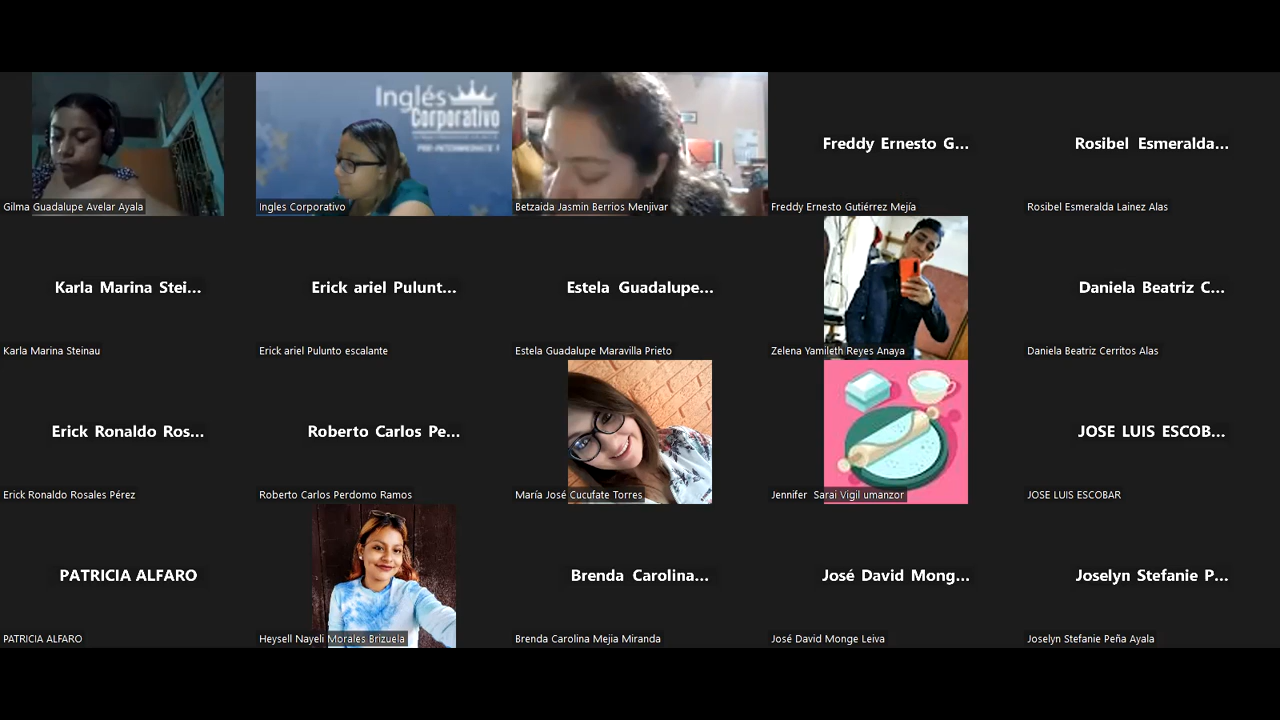 Inglés
Corporativo
PRE-INTERMEDIATE 1
Freddy Ernesto G...
Rosibel Esmeralda...
Gilma Guadalupe Avelar Ayala
Ingles Corporativo
Betzaida Jasmin Berrios Menjivar
Freddy Ernesto Gutiérrez Mejía
Rosibel Esmeralda Lainez Alas
Karla Marina Stei...
Erick ariel Pulunt...
Estela Guadalupe...
Daniela Beatriz C...
Karla Marina Steinau
Erick ariel Pulunto escalante
Estela Guadalupe Maravilla Prieto
Zelena Yamileth Reyes Anaya
Daniela Beatriz Cerritos Alas
Erick Ronaldo Ros...
Roberto Carlos Pe...
JOSE LUIS ESCOB...
Erick Ronaldo Rosales Pérez
Roberto Carlos Perdomo Ramos
María José Cucufate Torres
Jennifer Sarai Vigil umanzor
JOSE LUIS ESCOBAR
PATRICIA ALFARO
Brenda Carolina...
José David Mong...
Joselyn Stefanie P...
PATRICIA ALFARO
Heysell Nayeli Morales Brizuela
Brenda Carolina Mejia Miranda
José David Monge Leiva
Joselyn Stefanie Peña Ayala